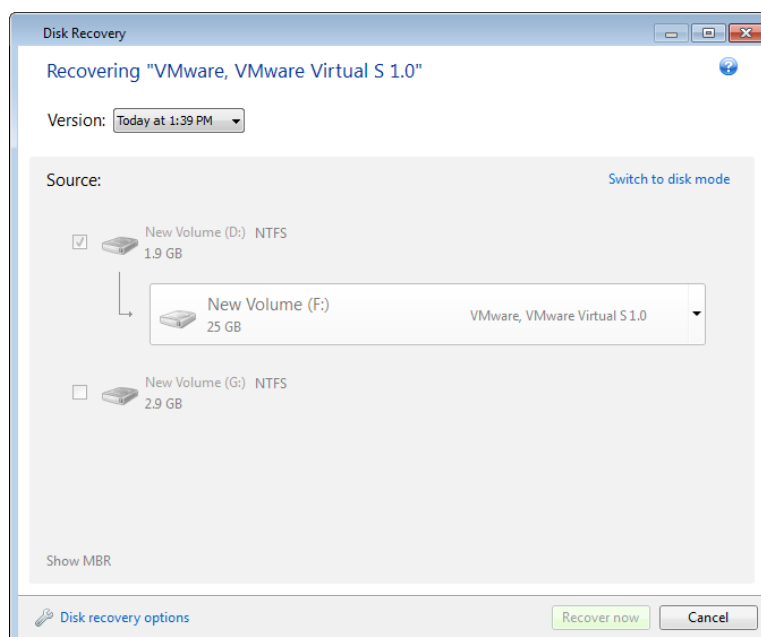 Disk Recovery
Recovering "VMware, VMware Virtual S 1.0"
Version: Today at 1:39 PM
Source: Switch to disk mode
New Volume (D:) NTFS
1.9 GB
New Volume (F:)
25 GB
VMware, VMware Virtual S 1.0
New Volume (G:) NTFS
2.9 GB
Show MBR
Disk recovery options Recover now Cancel